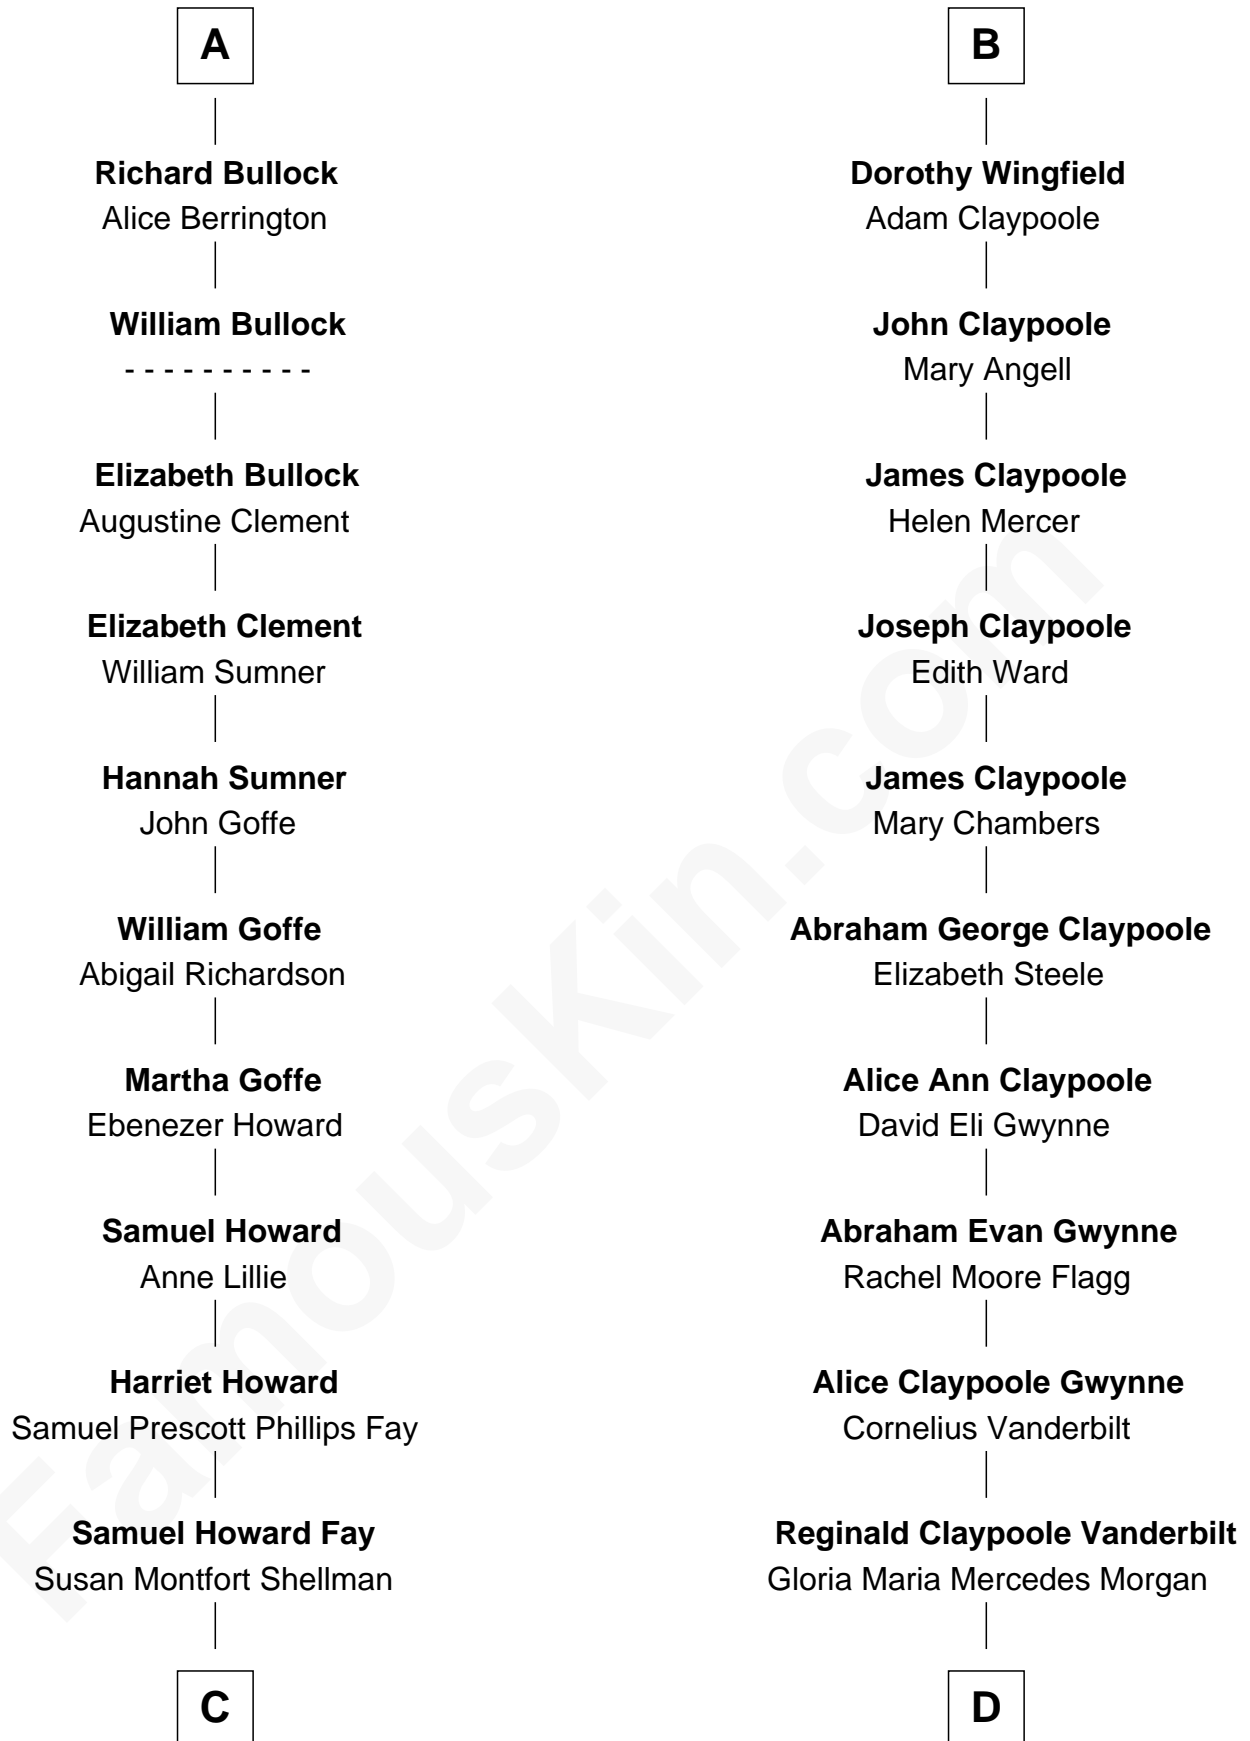 A
Richard Bullock
Alice Berrington
William Bullock
- - - - - - - - - -
Elizabeth Bullock
Augustine Clement
Elizabeth Clement
William Sumner
Hannah Sumner
John Goffe
William Goffe
Abigail Richardson
Martha Goffe
Ebenezer Howard
Samuel Howard
Anne Lillie
Harriet Howard
Samuel Prescott Phillips Fay
Samuel Howard Fay
Susan Montfort Shellman
C
B
Dorothy Wingfield
Adam Claypoole
John Claypoole
Mary Angell
James Claypoole
Helen Mercer
Joseph Claypoole
Edith Ward
James Claypoole
Mary Chambers
Abraham George Claypoole
Elizabeth Steele
Alice Ann Claypoole
David Eli Gwynne
Abraham Evan Gwynne
Rachel Moore Flagg
Alice Claypoole Gwynne
Cornelius Vanderbilt
Reginald Claypoole Vanderbilt
Gloria Maria Mercedes Morgan
D
FamousKin.com